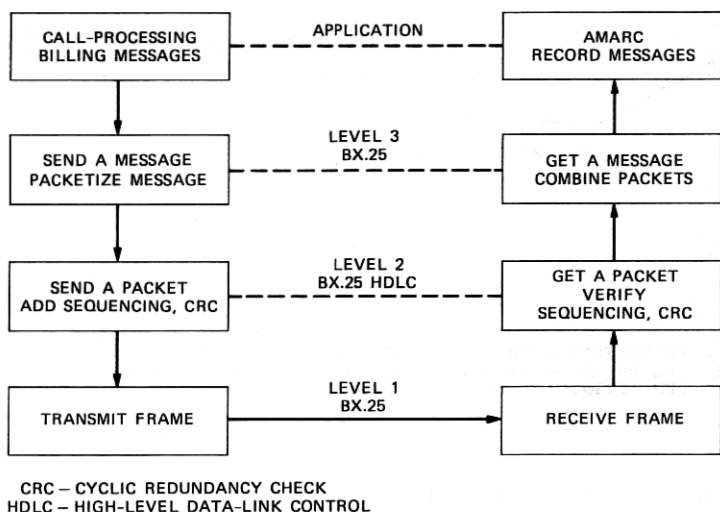 CALL-PROCESSING
BILLING MESSAGES
APPLICATION
AMARC
RECORD MESSAGES
SEND A MESSAGE
PACKETIZE MESSAGE
LEVEL 3
BX.25
GET A MESSAGE
COMBINE PACKETS
SEND A PACKET
ADD SEQUENCING, CRC
LEVEL 2
BX.25 HDLC
GET A PACKET
VERIFY
SEQUENCING, CRC
TRANSMIT FRAME
LEVEL 1
BX.25
RECEIVE FRAME
CRC – CYCLIC REDUNDANCY CHECK
HDLC – HIGH-LEVEL DATA-LINK CONTROL